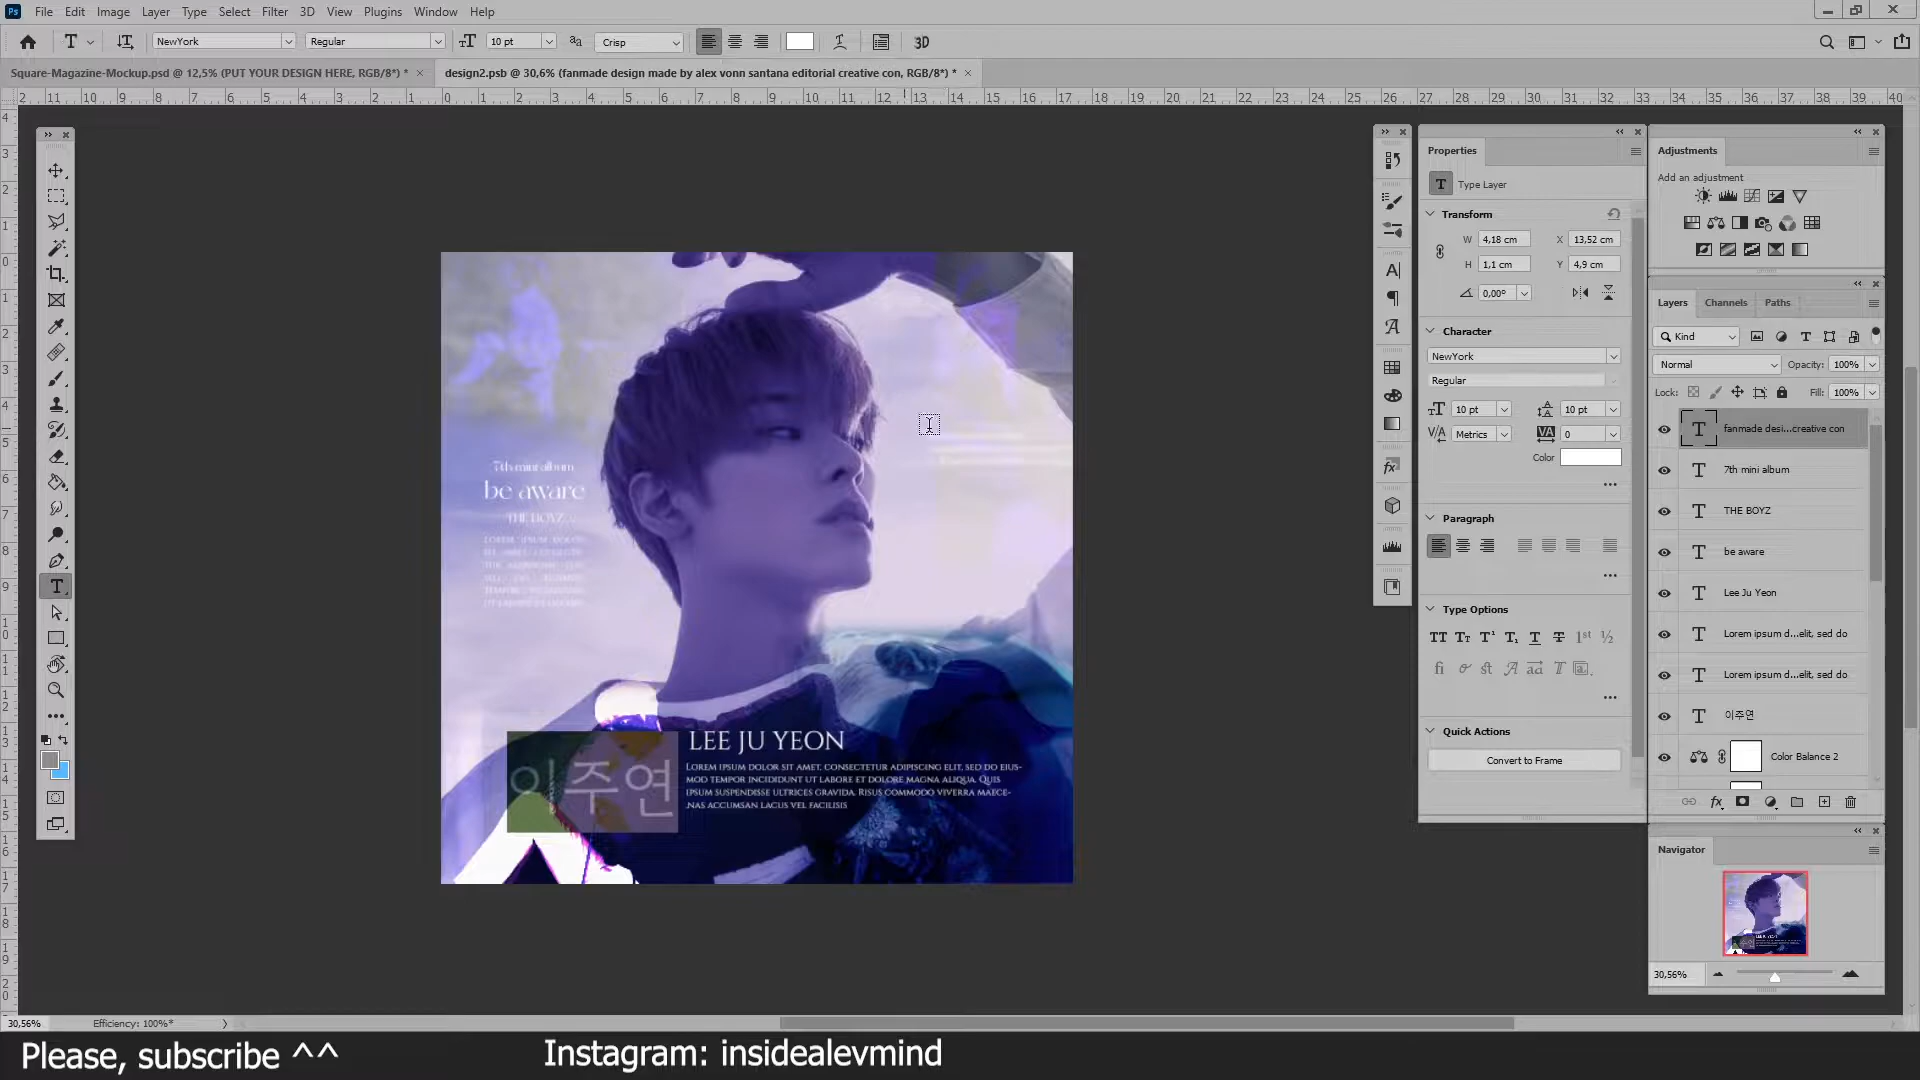 File Edit Image Layer Type Select Filter 3D View Plugins Window Help
NewYork Regular 10 pt Crisp 3D
Square-Magazine-Mockup.psd @ 12,5% (PUT YOUR DESIGN HERE, RGB/8*) *
design2.psb @ 30,6% (fanmade design made by alex vonn santana editorial creative con, RGB/8*) *
Properties
Type Layer
Transform
W 4,18 cm X 13,52 cm
H 1,1 cm Y 4,9 cm
0,00°
Character
NewYork
Regular
10 pt 10 pt
Metrics 0
Color
Paragraph
Type Options
Quick Actions
Convert to Frame
Adjustments
Add an adjustment
Layers Channels Paths
Kind
Normal Opacity: 100%
Lock: Fill: 100%
fanmade desi...creative con
7th mini album
THE BOYZ
be aware
Lee Ju Yeon
Lorem ipsum d...elit, sed do
Lorem ipsum d...elit, sed do
이주연
Color Balance 2
Navigator
30,56%
7th mini album
be aware
THE BOYZ
LEE JU YEON
이주연
Lorem ipsum dolor sit amet, consectetur adipiscing elit, sed do eius-
mod tempor incididunt ut labore et dolore magna aliqua. Quis
ipsum suspendisse ultrices gravida. Risus commodo viverra maece-
nas accumsan lacus vel facilisis
30,56% Efficiency: 100%*
Please, subscribe ^^
Instagram: insidealevmind